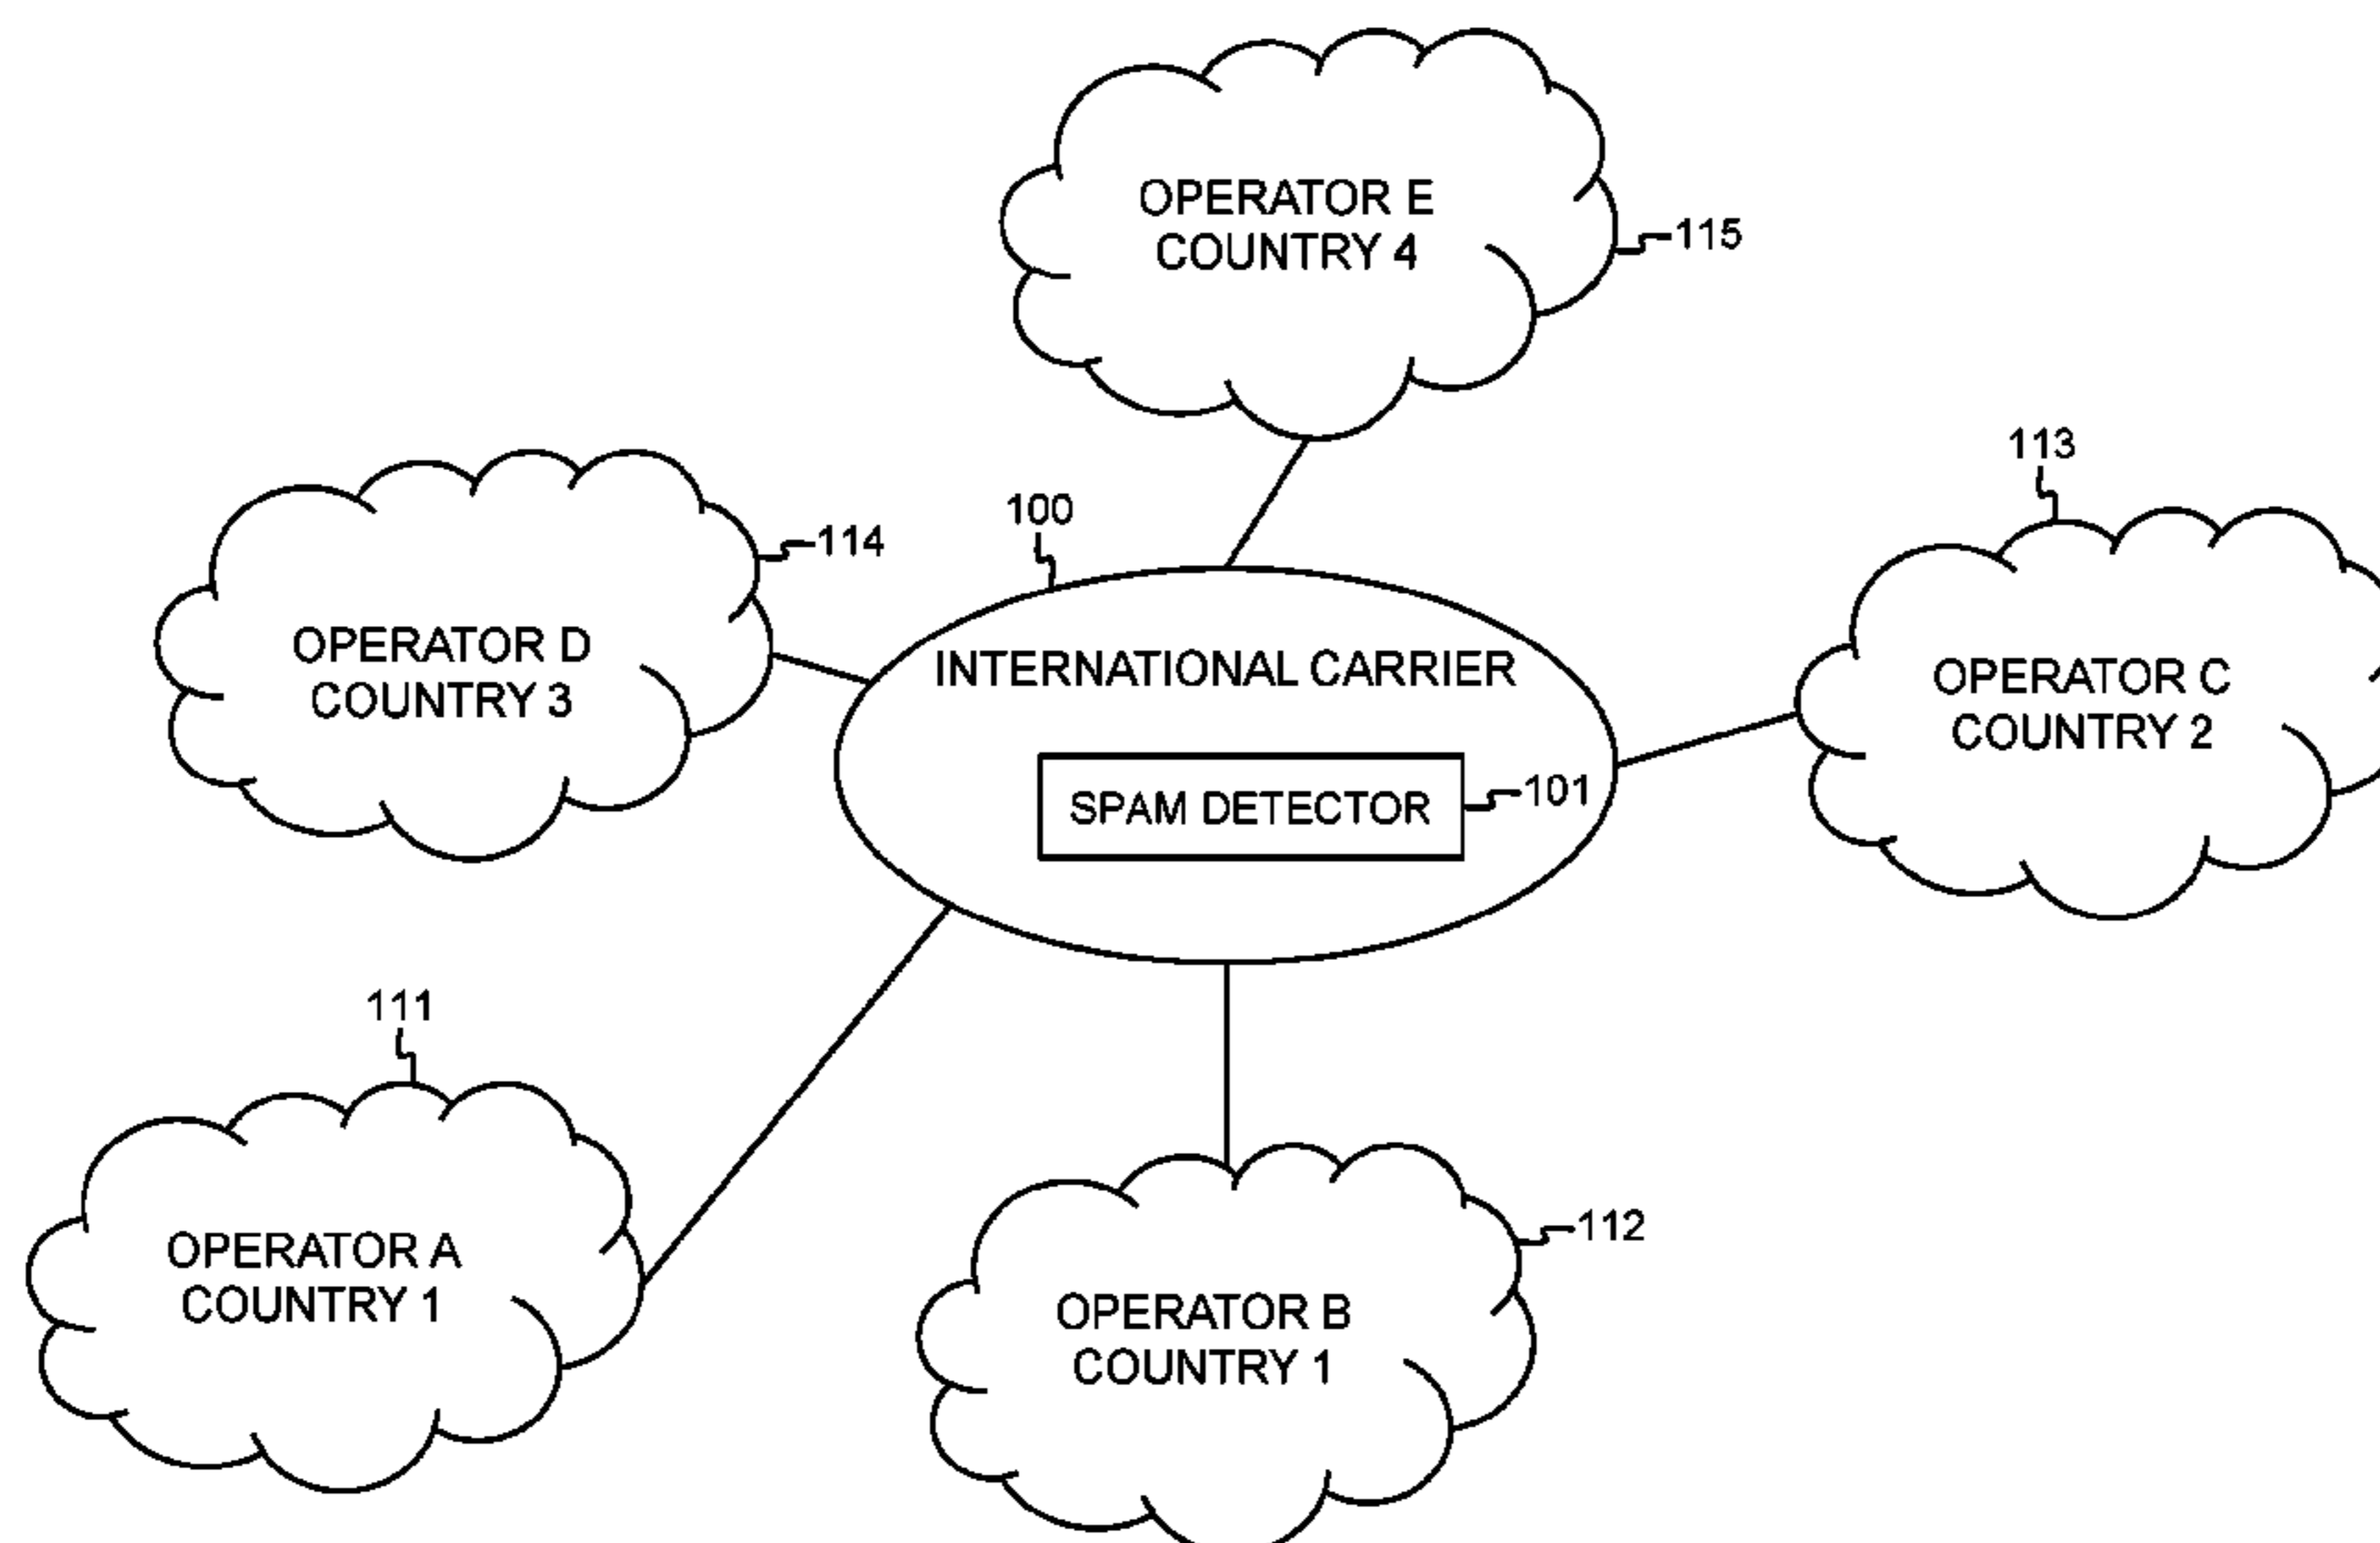 OPERATOR E
COUNTRY 4
115
113
100
114
OPERATOR D
COUNTRY 3
INTERNATIONAL CARRIER
OPERATOR C
COUNTRY 2
SPAM DETECTOR
101
111
OPERATOR A
COUNTRY 1
112
OPERATOR B
COUNTRY 1